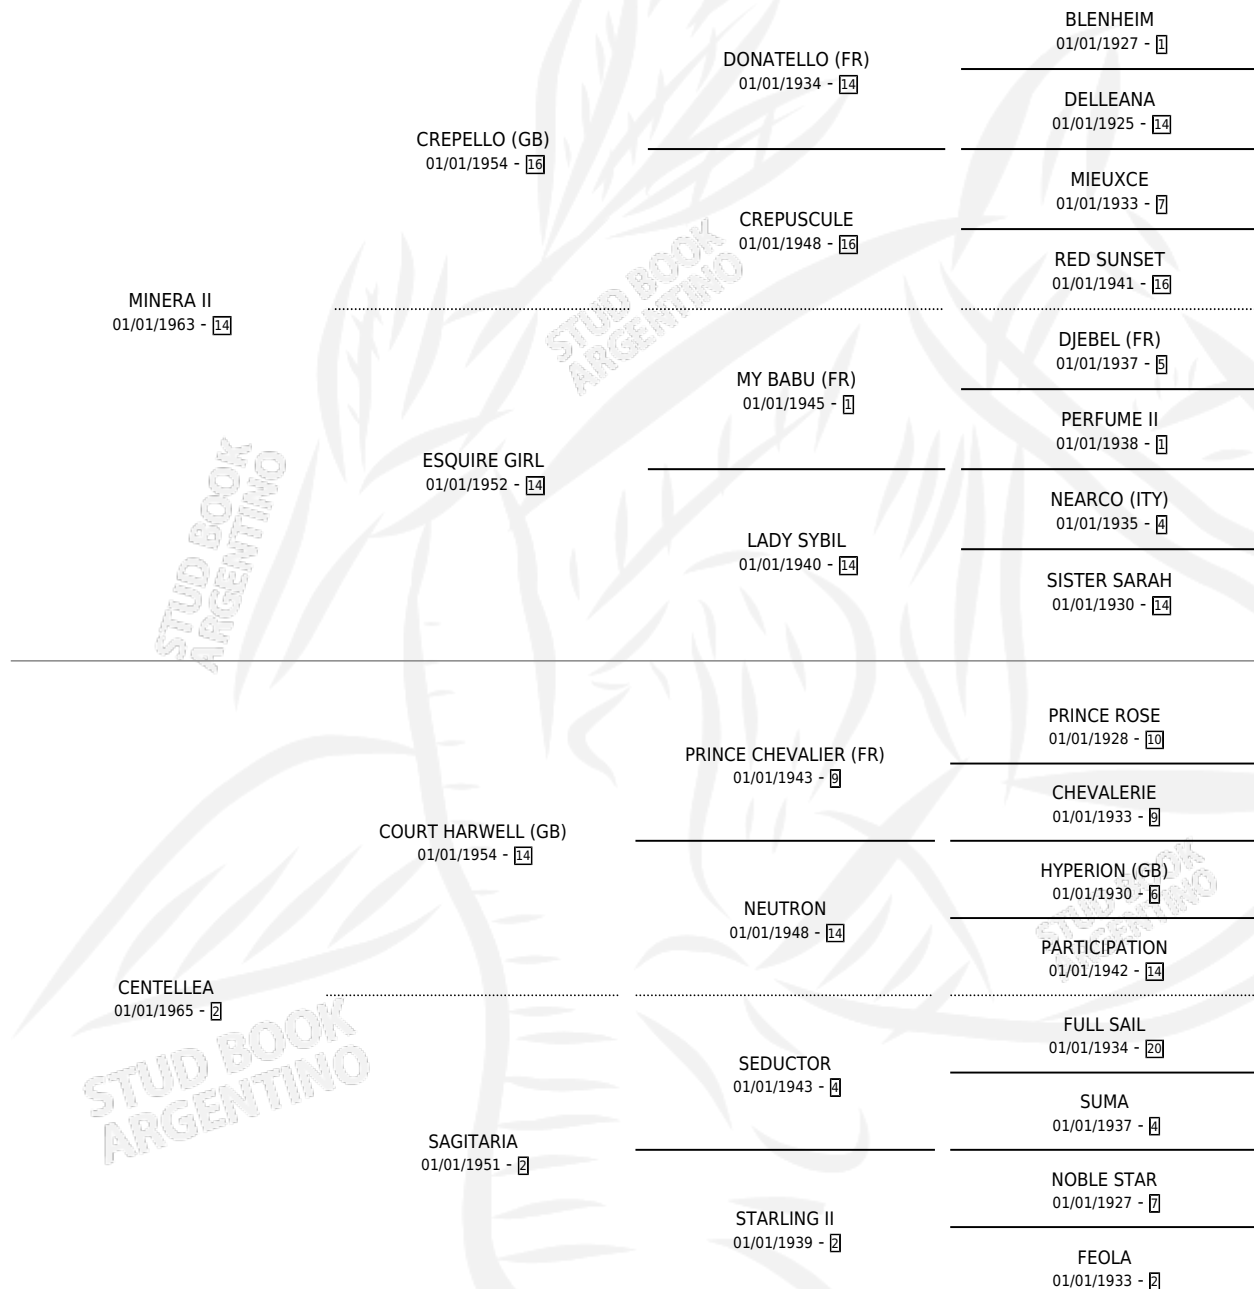 BLENHEIM
01/01/1927 - 1
DONATELLO (FR)
01/01/1934 - 14
DELLEANA
01/01/1925 - 14
CREPELLO (GB)
01/01/1954 - 16
MIEUXCE
01/01/1933 - 7
CREPUSCULE
01/01/1948 - 16
RED SUNSET
01/01/1941 - 16
MINERA II
01/01/1963 - 14
STUD BOOK
ARGENTINO
DJEBEL (FR)
01/01/1937 - 5
MY BABU (FR)
01/01/1945 - 1
PERFUME II
01/01/1938 - 1
ESQUIRE GIRL
01/01/1952 - 14
NEARCO (ITY)
01/01/1935 - 4
LADY SYBIL
01/01/1940 - 14
SISTER SARAH
01/01/1930 - 14
STUD BOOK
ARGENTINO
PRINCE ROSE
01/01/1928 - 10
PRINCE CHEVALIER (FR)
01/01/1943 - 9
CHEVALERIE
01/01/1933 - 9
COURT HARWELL (GB)
01/01/1954 - 14
HYPERION (GB)
01/01/1930 - 6
STUD BOOK
ARGENTINO
NEUTRON
01/01/1948 - 14
PARTICIPATION
01/01/1942 - 14
CENTELLEA
01/01/1965 - 2
STUD BOOK
ARGENTINO
FULL SAIL
01/01/1934 - 20
SEDUCTOR
01/01/1943 - 4
SUMA
01/01/1937 - 4
SAGITARIA
01/01/1951 - 2
NOBLE STAR
01/01/1927 - 7
STARLING II
01/01/1939 - 2
FEOLA
01/01/1933 - 2